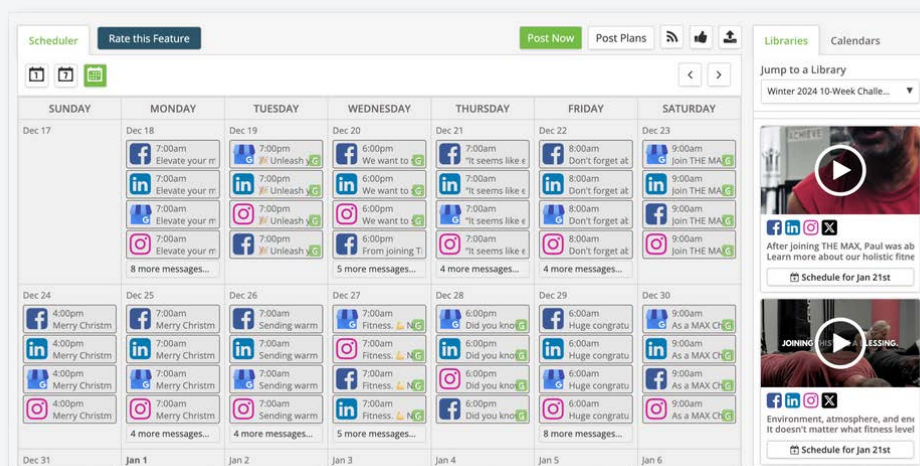 Scheduler
Rate this Feature
Post Now
Post Plans
Libraries
Calendars
Jump to a Library
Winter 2024 10-Week Challe...
SUNDAY MONDAY TUESDAY WEDNESDAY THURSDAY FRIDAY SATURDAY
Dec 17
Dec 18
7:00am
Elevate your m
7:00am
Elevate your m
7:00am
Elevate your m
7:00am
Elevate your m
8 more messages...
Dec 19
7:00pm
Unleash y
7:00pm
Unleash y
7:00pm
Unleash y
7:00pm
Unleash y
Dec 20
6:00pm
We want to
6:00pm
We want to
6:00pm
We want to
6:00pm
From joining T
5 more messages...
Dec 21
7:00am
"It seems like e
7:00am
"It seems like e
7:00am
"It seems like e
7:00am
"It seems like e
4 more messages...
Dec 22
8:00am
Don't forget ab
8:00am
Don't forget ab
8:00am
Don't forget ab
8:00am
Don't forget ab
4 more messages...
Dec 23
9:00am
Join THE MA
9:00am
Join THE MA
9:00am
Join THE MA
9:00am
Join THE MA
Dec 24
4:00pm
Merry Christm
4:00pm
Merry Christm
4:00pm
Merry Christm
4:00pm
Merry Christm
Dec 25
7:00am
Merry Christm
7:00am
Merry Christm
7:00am
Merry Christm
7:00am
Merry Christm
4 more messages...
Dec 26
7:00am
Sending warm
7:00am
Sending warm
7:00am
Sending warm
7:00am
Sending warm
4 more messages...
Dec 27
7:00am
Fitness. N
7:00am
Fitness. N
7:00am
Fitness. N
7:00am
Fitness. N
5 more messages...
Dec 28
6:00pm
Did you kno
6:00pm
Did you kno
6:00pm
Did you kno
6:00pm
Did you kno
Dec 29
6:00am
Huge congratu
6:00am
Huge congratu
6:00am
Huge congratu
6:00am
Huge congratu
8 more messages...
Dec 30
9:00am
As a MAX Ch
9:00am
As a MAX Ch
9:00am
As a MAX Ch
9:00am
As a MAX Ch
Dec 31 Jan 1 Jan 2 Jan 3 Jan 4 Jan 5 Jan 6
ACHIEVE
After joining THE MAX, Paul was ab
Learn more about our holistic fitne
Schedule for Jan 21st
JOINING THIS A BLESSING.
Environment, atmosphere, and en
It doesn't matter what fitness level
Schedule for Jan 21st